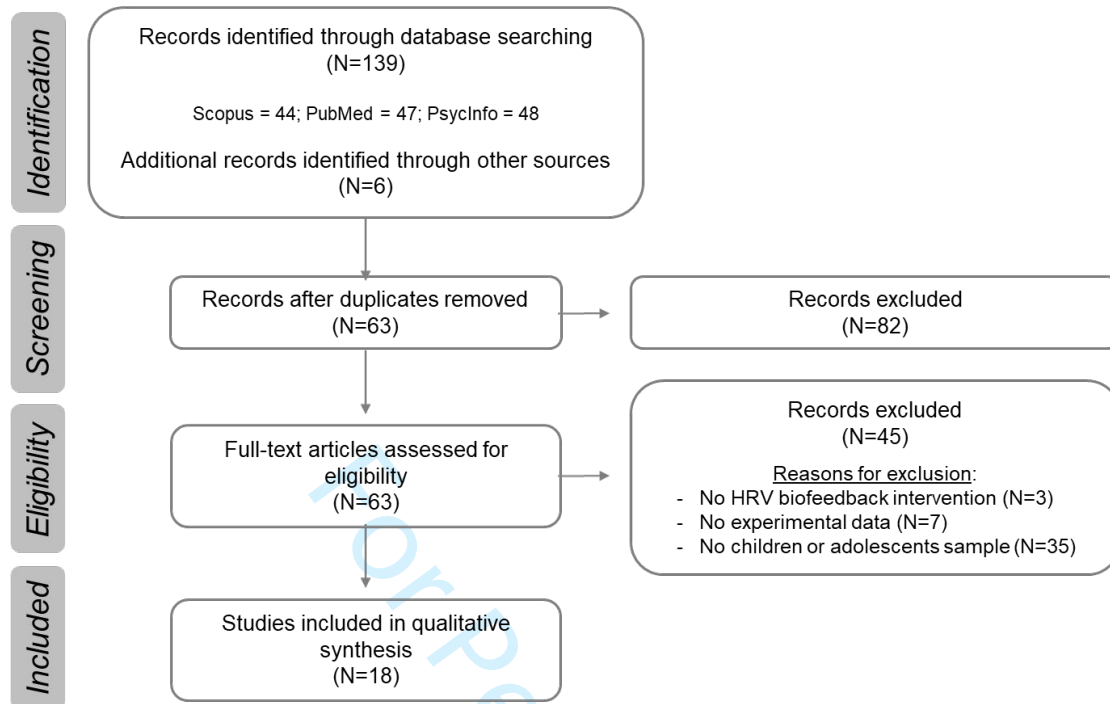 Identification
Records identified through database searching
(N=139)
Scopus = 44; PubMed = 47; PsycInfo = 48
Additional records identified through other sources
(N=6)
Screening
Records after duplicates removed
(N=63)
Records excluded
(N=82)
Eligibility
Full-text articles assessed for
eligibility
(N=63)
Records excluded
(N=45)
Reasons for exclusion:
- No HRV biofeedback intervention (N=3)
- No experimental data (N=7)
- No children or adolescents sample (N=35)
Included
Studies included in qualitative
synthesis
(N=18)
For Pe